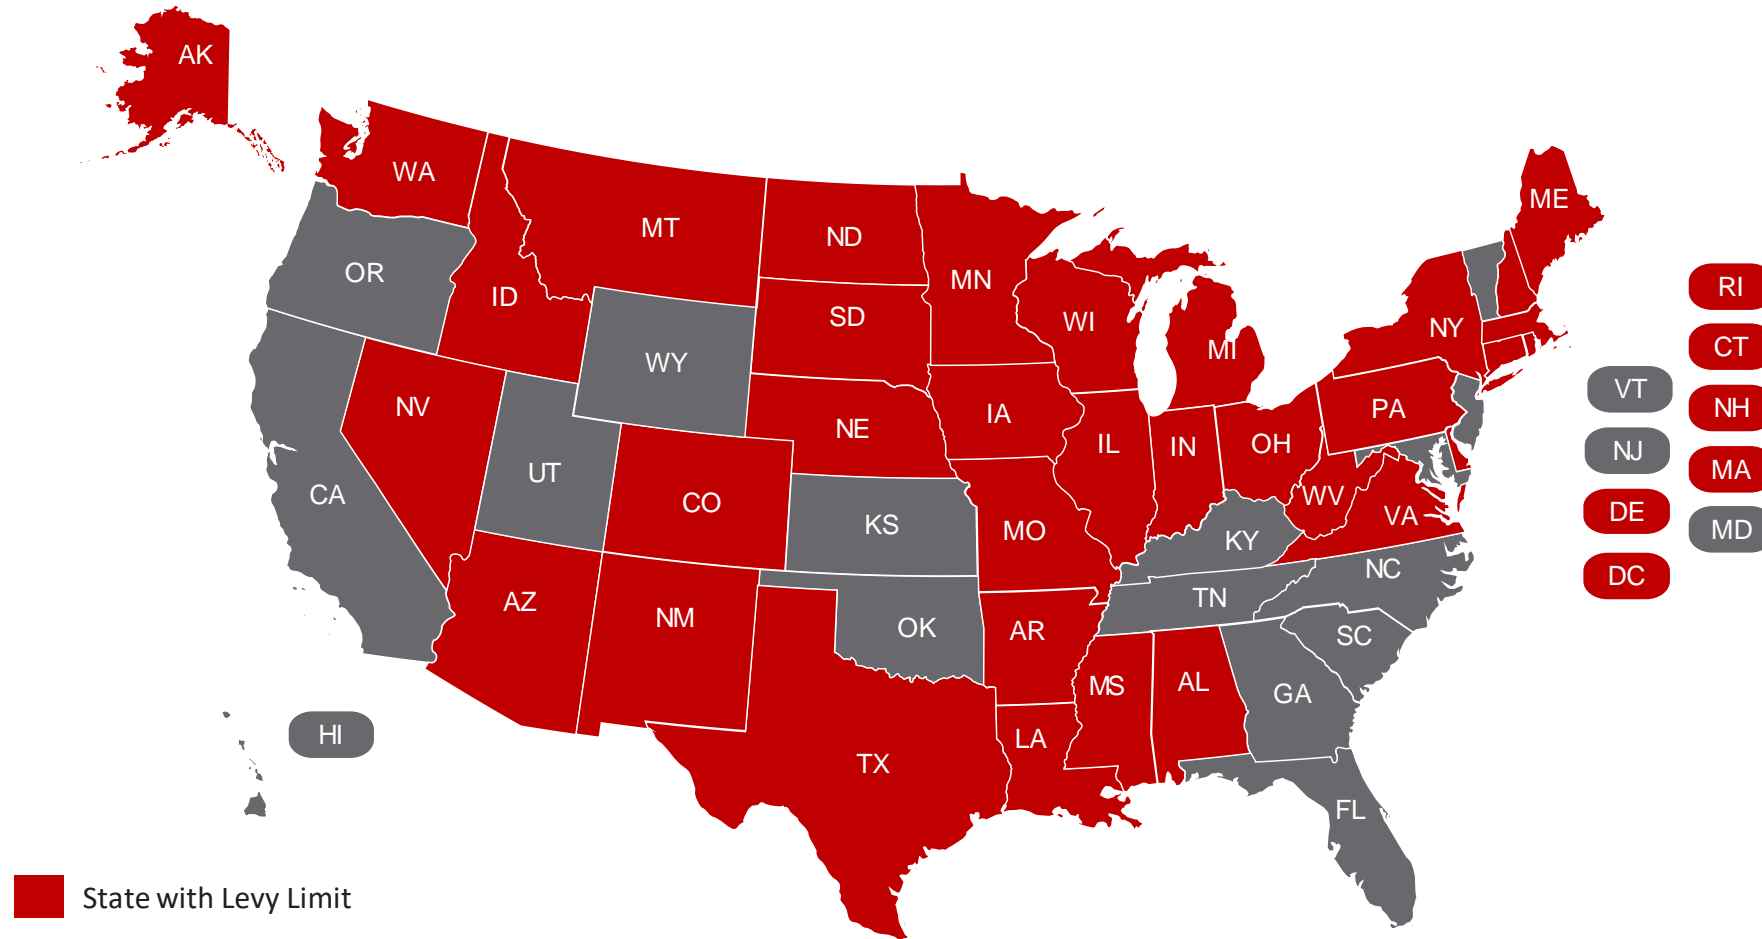 AK
WA
ME
MT
ND
OR
MN
RI
ID
SD
WI
NY
CT
MI
WY
VT
NV
NH
PA
IA
NE
OH
IL
IN
NJ
UT
MA
CA
WV
CO
DE
VA
KS
MO
MD
KY
NC
DC
TN
AZ
NM
OK
AR
SC
MS
AL
GA
HI
LA
TX
FL
State with Levy Limit